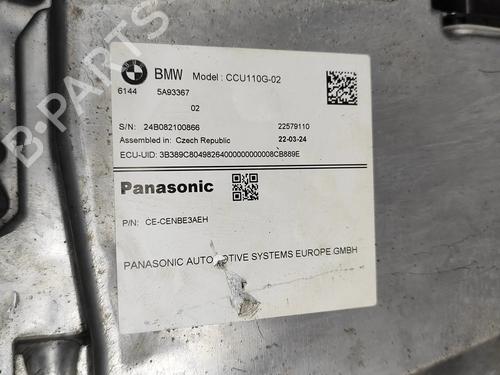 B-PARTS
BMW Model: CCU110G-02
6144 5A93367
02
S/N: 24B082100866 22579110
Assembled in: Czech Republic 22-03-24
ECU-UID: 3B389C80498264000000000008CB889E
Panasonic
P/N: CE-CENBE3AEH
PANASONIC AUTOMOTIVE SYSTEMS EUROPE GMBH